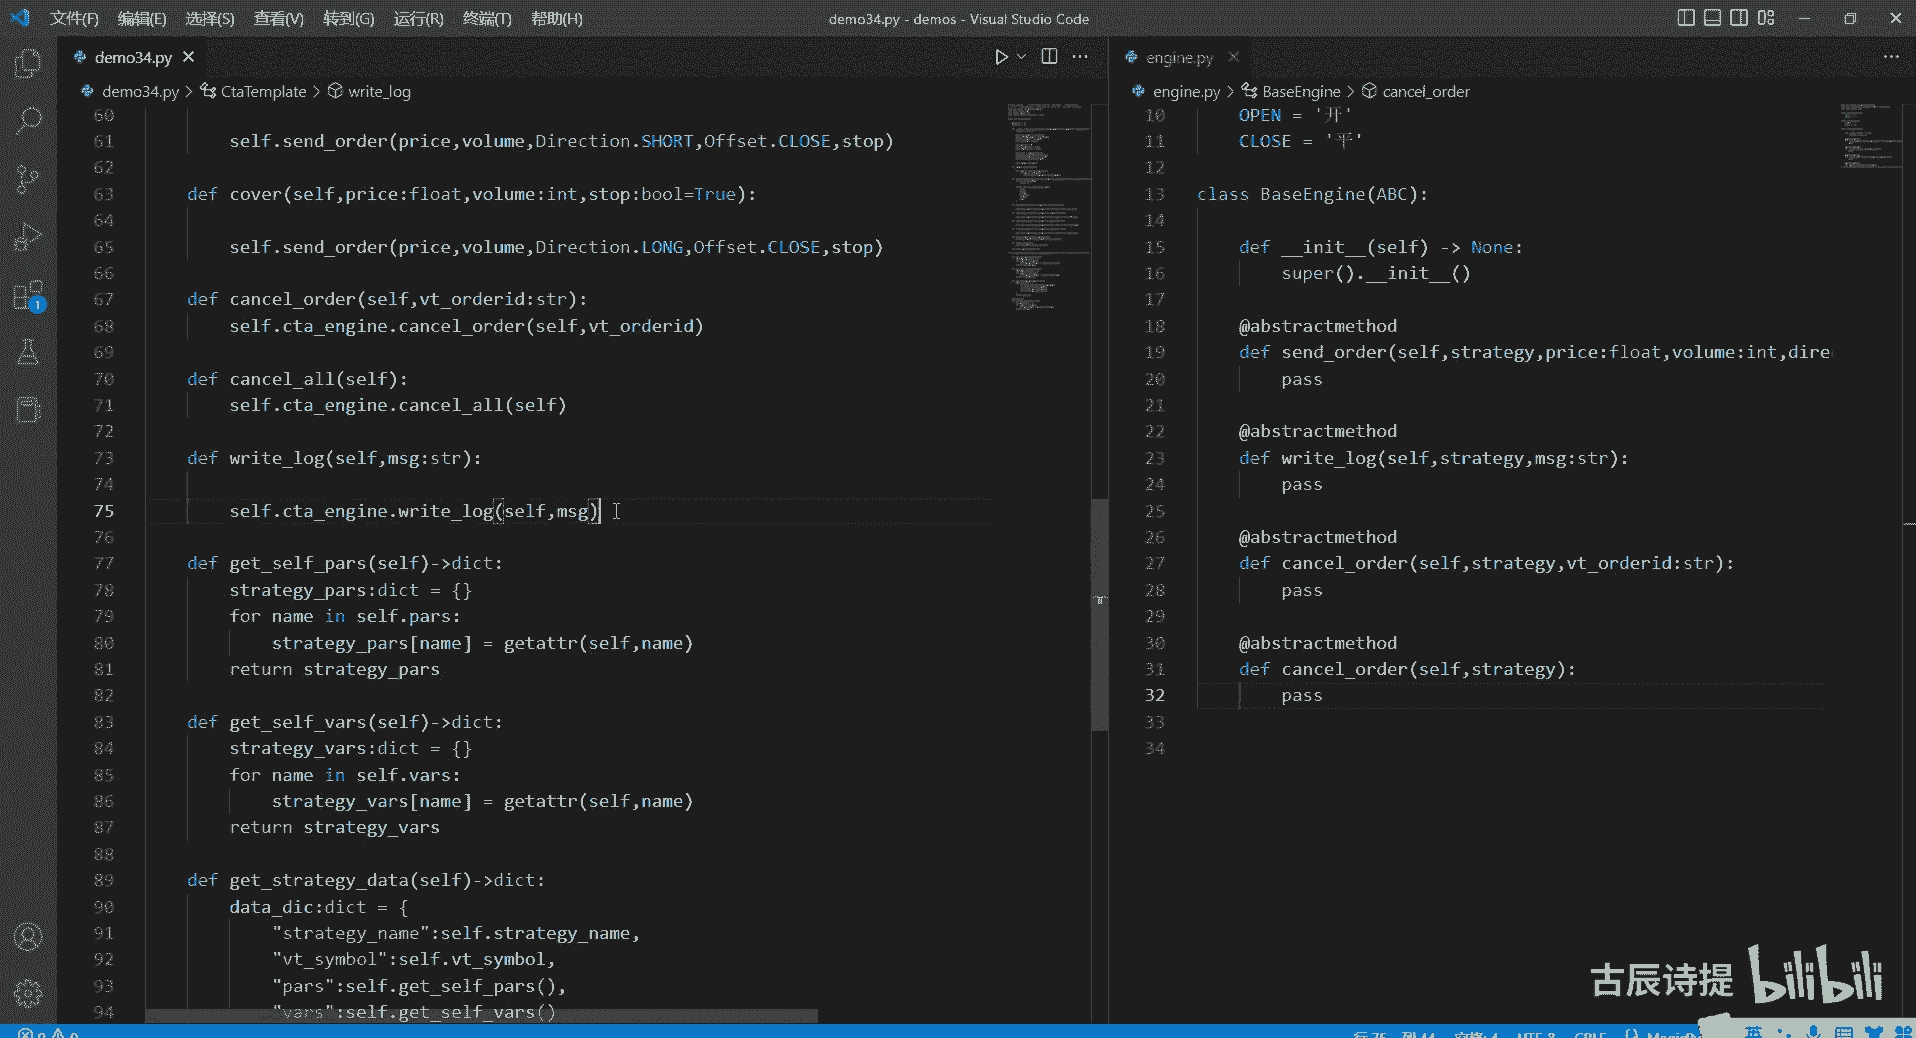 文件(F) 编辑(E) 选择(S) 查看(V) 转到(G) 运行(R) 终端(T) 帮助(H)
demo34.py - demos - Visual Studio Code
demo34.py
demo34.py > CtaTemplate > write_log
60
61 self.send_order(price,volume,Direction.SHORT,Offset.CLOSE,stop)
62
63 def cover(self,price:float,volume:int,stop:bool=True):
64
65 self.send_order(price,volume,Direction.LONG,Offset.CLOSE,stop)
66
67 def cancel_order(self,vt_orderid:str):
68 self.cta_engine.cancel_order(self,vt_orderid)
69
70 def cancel_all(self):
71 self.cta_engine.cancel_all(self)
72
73 def write_log(self,msg:str):
74
75 self.cta_engine.write_log(self,msg)
76
77 def get_self_pars(self)->dict:
78 strategy_pars:dict = {}
79 for name in self.pars:
80 strategy_pars[name] = getattr(self,name)
81 return strategy_pars
82
83 def get_self_vars(self)->dict:
84 strategy_vars:dict = {}
85 for name in self.vars:
86 strategy_vars[name] = getattr(self,name)
87 return strategy_vars
88
89 def get_strategy_data(self)->dict:
90 data_dic:dict = {
91 "strategy_name":self.strategy_name,
92 "vt_symbol":self.vt_symbol,
93 "pars":self.get_self_pars(),
94 "vars":self.get_self_vars()
engine.py
engine.py > BaseEngine > cancel_order
10 OPEN = '开'
11 CLOSE = '平'
12
13 class BaseEngine(ABC):
14
15 def __init__(self) -> None:
16 super().__init__()
17
18 @abstractmethod
19 def send_order(self,strategy,price:float,volume:int,dire
20 pass
21
22 @abstractmethod
23 def write_log(self,strategy,msg:str):
24 pass
25
26 @abstractmethod
27 def cancel_order(self,strategy,vt_orderid:str):
28 pass
29
30 @abstractmethod
31 def cancel_order(self,strategy):
32 pass
33
34
1
古辰诗提 bilibili
英